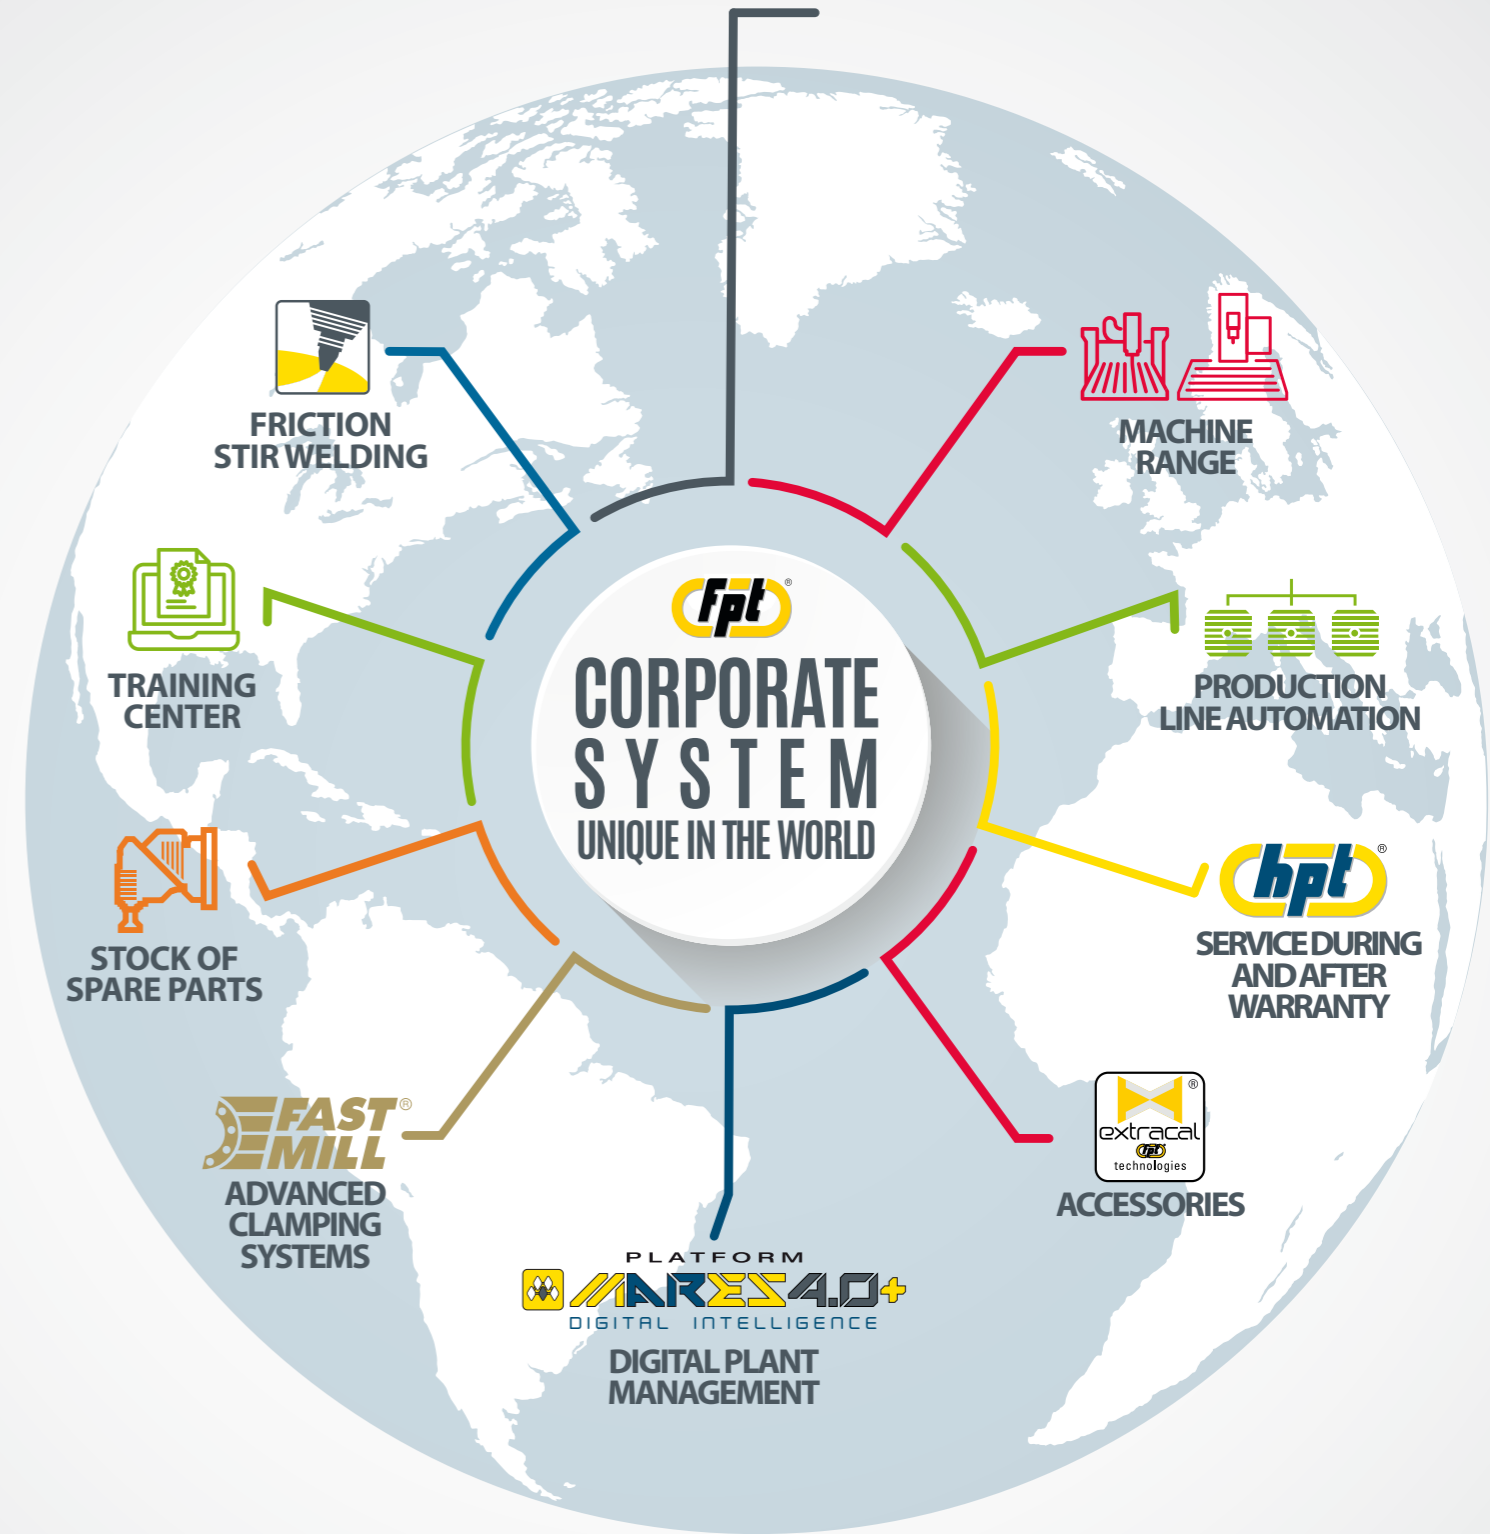 fpt®
CORPORATE
SYSTEM
UNIQUE IN THE WORLD
MACHINE
RANGE
PRODUCTION
LINE AUTOMATION
hpt®
SERVICE DURING
AND AFTER
WARRANTY
®
extracal
fpt
technologies
ACCESSORIES
PLATFORM
MARES 4.0+
DIGITAL INTELLIGENCE
DIGITAL PLANT
MANAGEMENT
FAST®
MILL
ADVANCED
CLAMPING
SYSTEMS
STOCK OF
SPARE PARTS
TRAINING
CENTER
FRICTION
STIR WELDING